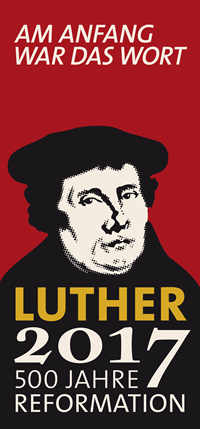 AM ANFANG
WAR DAS WORT
LUTHER
2017
500 JAHRE
REFORMATION